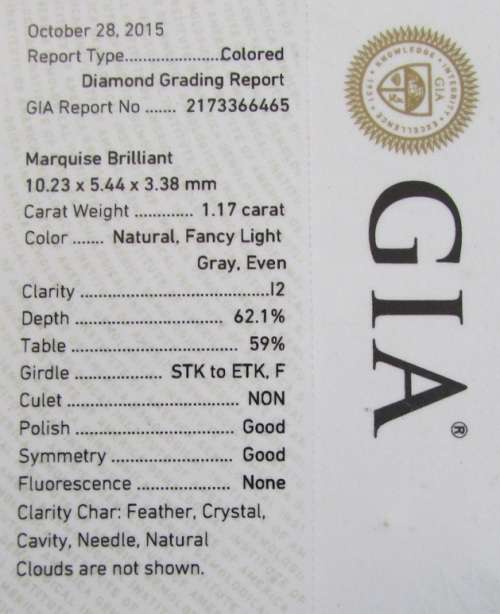 October 28, 2015
Report Type......................Colored
Diamond Grading Report
GIA Report No ....... 2173366465
Marquise Brilliant
10.23 x 5.44 x 3.38 mm
Carat Weight ............. 1.17 carat
Color ....... Natural, Fancy Light
Gray, Even
Clarity ..........................................I2
Depth ................................ 62.1%
Table ................................... 59%
Girdle ................... STK to ETK, F
Culet ..................................... NON
Polish .................................. Good
Symmetry .......................... Good
Fluorescence .................... None
Clarity Char: Feather, Crystal,
Cavity, Needle, Natural
Clouds are not shown.
KNOWLEDGE · INTEGRITY · EXCELLENCE · 1931
GIA
GIA®